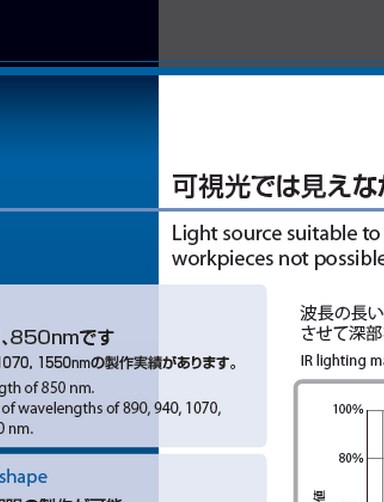 可視光では見えな
Light source suitable to
workpieces not possible
、850nmです
1070, 1550nmの製作実績があります。
gth of 850 nm.
of wavelengths of 890, 940, 1070,
0 nm.
shape
波長の長い
させて深部
IR lighting ma
100%
80%
値